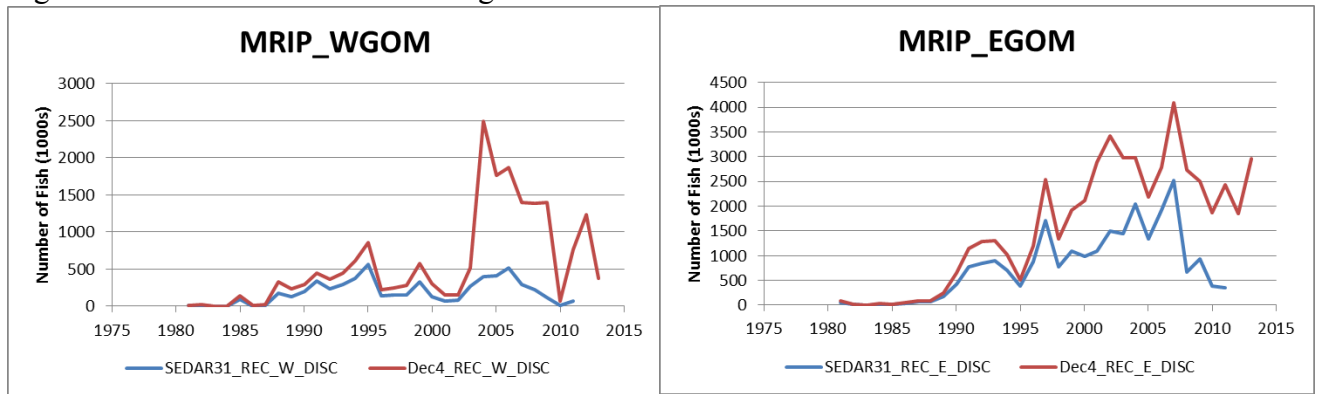 MRIP_WGOM
Number of Fish (1000s)
3000
2500
2000
1500
1000
500
0
1975 1980 1985 1990 1995 2000 2005 2010 2015
SEDAR31_REC_W_DISC Dec4_REC_W_DISC
MRIP_EGOM
Number of Fish (1000s)
4500
4000
3500
3000
2500
2000
1500
1000
500
0
1975 1980 1985 1990 1995 2000 2005 2010 2015
SEDAR31_REC_E_DISC Dec4_REC_E_DISC